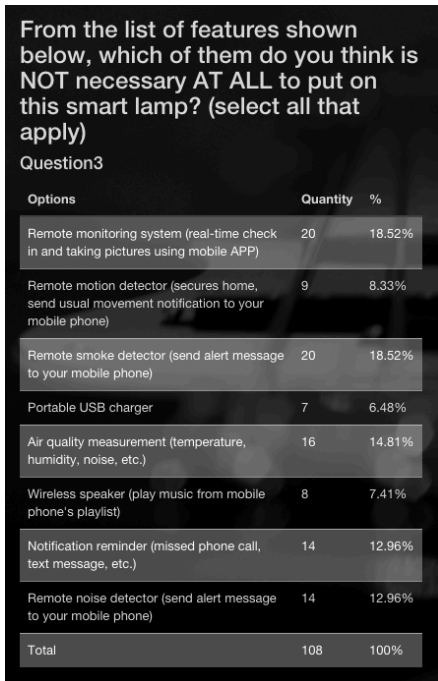 From the list of features shown
below, which of them do you think is
NOT necessary AT ALL to put on
this smart lamp? (select all that
apply)
Question3
Options Quantity %
Remote monitoring system (real-time check 20 18.52%
in and taking pictures using mobile APP)
Remote motion detector (secures home, 9 8.33%
send usual movement notification to your
mobile phone)
Remote smoke detector (send alert message 20 18.52%
to your mobile phone)
Portable USB charger 7 6.48%
Air quality measurement (temperature, 16 14.81%
humidity, noise, etc.)
Wireless speaker (play music from mobile 8 7.41%
phone's playlist)
Notification reminder (missed phone call, 14 12.96%
text message, etc.)
Remote noise detector (send alert message 14 12.96%
to your mobile phone)
Total 108 100%